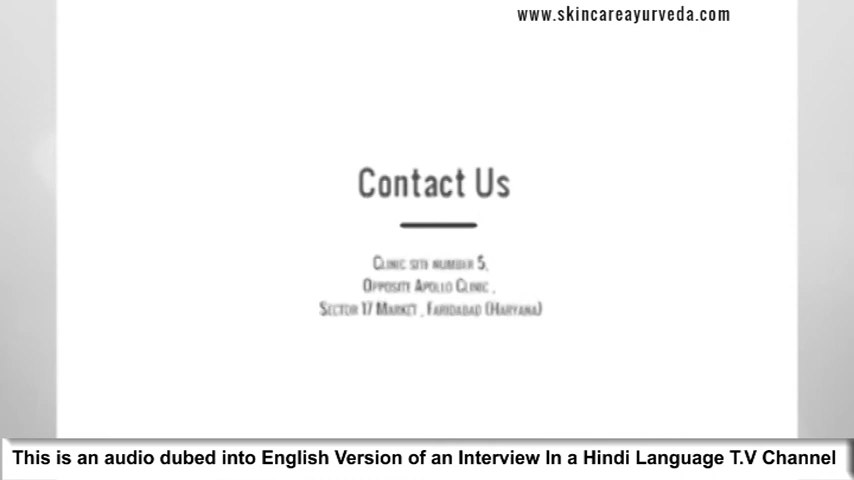 www.skincareayurveda.com
Contact Us
Clinic site number 5,
Opposite Apollo Clinic ,
Sector 17 Market , Faridabad (Haryana)
This is an audio dubed into English Version of an Interview In a Hindi Language T.V Channel